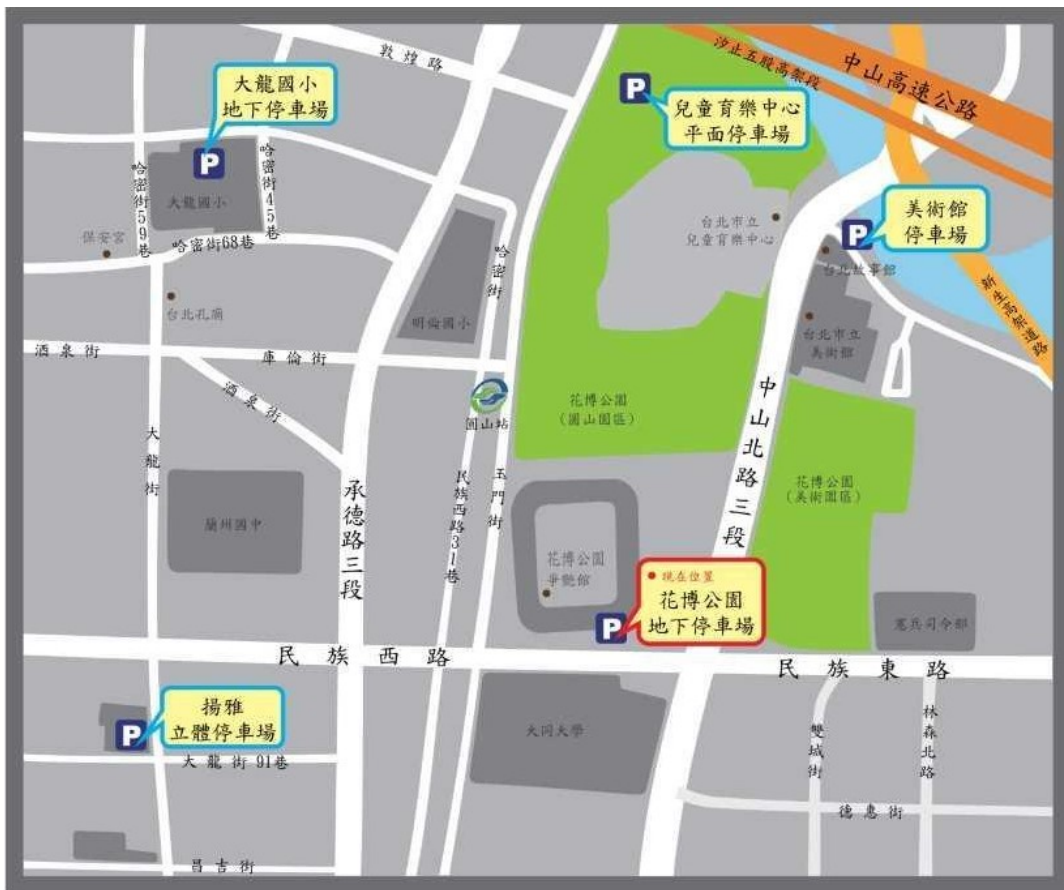 敦煌路
汐止五股高架段
中山高速公路
大龍國小
地下停車場
P
P
兒童育樂中心
平面停車場
P
哈密街59巷
大龍國小
哈密街45巷
保安宮
哈密街68巷
台北孔廟
明倫國小
哈密街
台北市立
兒童育樂中心
美術館
停車場
P
台北故事館
新生高架道路
台北市立
美術館
酒泉街
庫倫街
酒泉街
圓山站
花博公園
(圓山園區)
中山北路三段
花博公園
(美術園區)
大龍街
蘭州國中
承德路三段
民族西路31巷
玉門街
花博公園
爭艷館
現在位置
花博公園
地下停車場
P
憲兵司令部
民族西路
民族東路
揚雅
立體停車場
P
大龍街 91巷
大同大學
雙城街
林森北路
德惠街
昌吉街